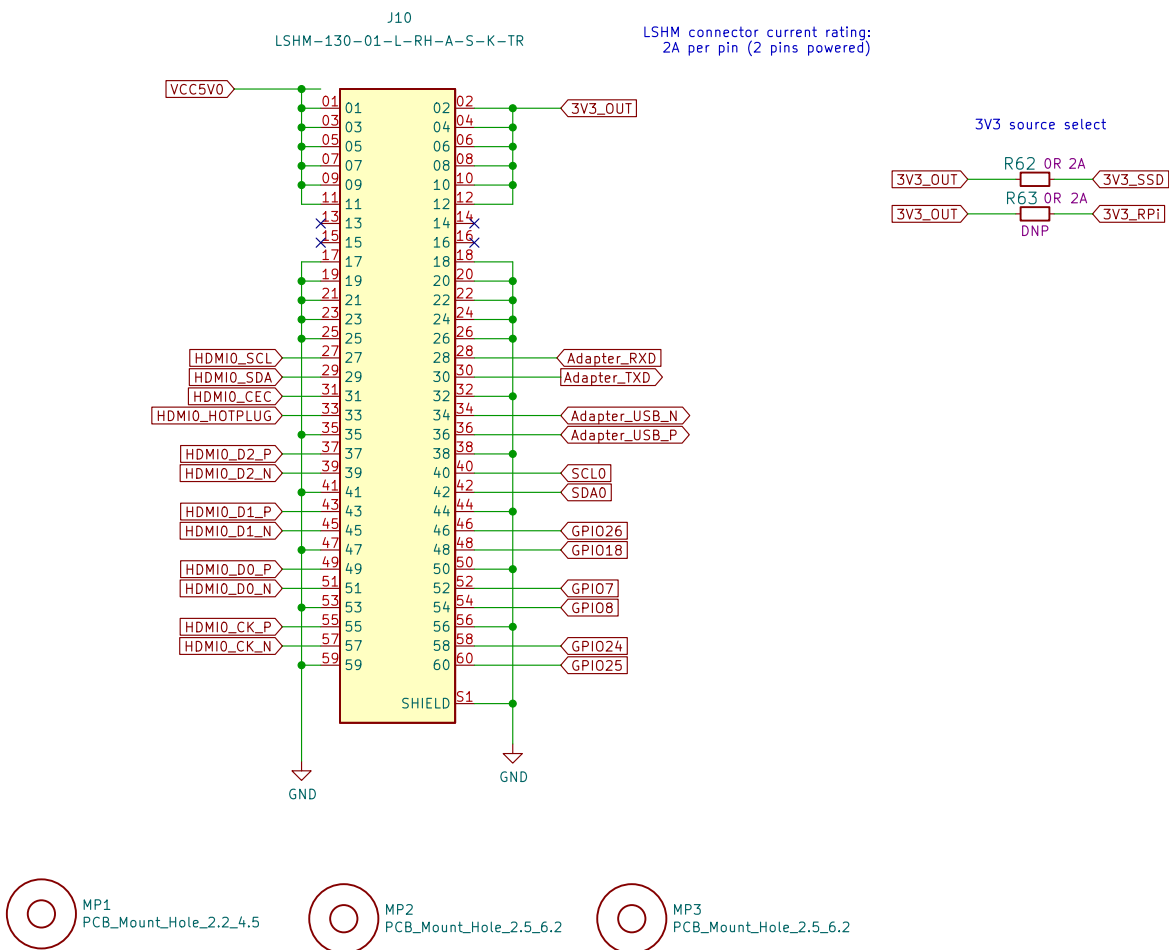 J10
LSHM-130-01-L-RH-A-S-K-TR
LSHM connector current rating:
2A per pin (2 pins powered)
VCC5V0
01 01 02 02 3V3_OUT
03 03 04 04
05 05 06 06
07 07 08 08
09 09 10 10
11 11 12 12
13 13 14 14
15 15 16 16
17 17 18 18
19 19 20 20
21 21 22 22
23 23 24 24
25 25 26 26
HDMI0_SCL 27 27 28 28 Adapter_RXD
HDMI0_SDA 29 29 30 30 Adapter_TXD
HDMI0_CEC 31 31 32 32
HDMI0_HOTPLUG 33 33 34 34 Adapter_USB_N
35 35 36 36 Adapter_USB_P
HDMI0_D2_P 37 37 38 38
HDMI0_D2_N 39 39 40 40 SCL0
41 41 42 42 SDA0
HDMI0_D1_P 43 43 44 44
HDMI0_D1_N 45 45 46 46 GPIO26
47 47 48 48 GPIO18
HDMI0_D0_P 49 49 50 50
HDMI0_D0_N 51 51 52 52 GPIO7
53 53 54 54 GPIO8
HDMI0_CK_P 55 55 56 56
HDMI0_CK_N 57 57 58 58 GPIO24
59 59 60 60 GPIO25
SHIELD S1
GND
GND
3V3 source select
R62 0R 2A
3V3_OUT 3V3_SSD
R63 0R 2A
3V3_OUT 3V3_RPi
DNP
MP1
PCB_Mount_Hole_2.2_4.5
MP2
PCB_Mount_Hole_2.5_6.2
MP3
PCB_Mount_Hole_2.5_6.2